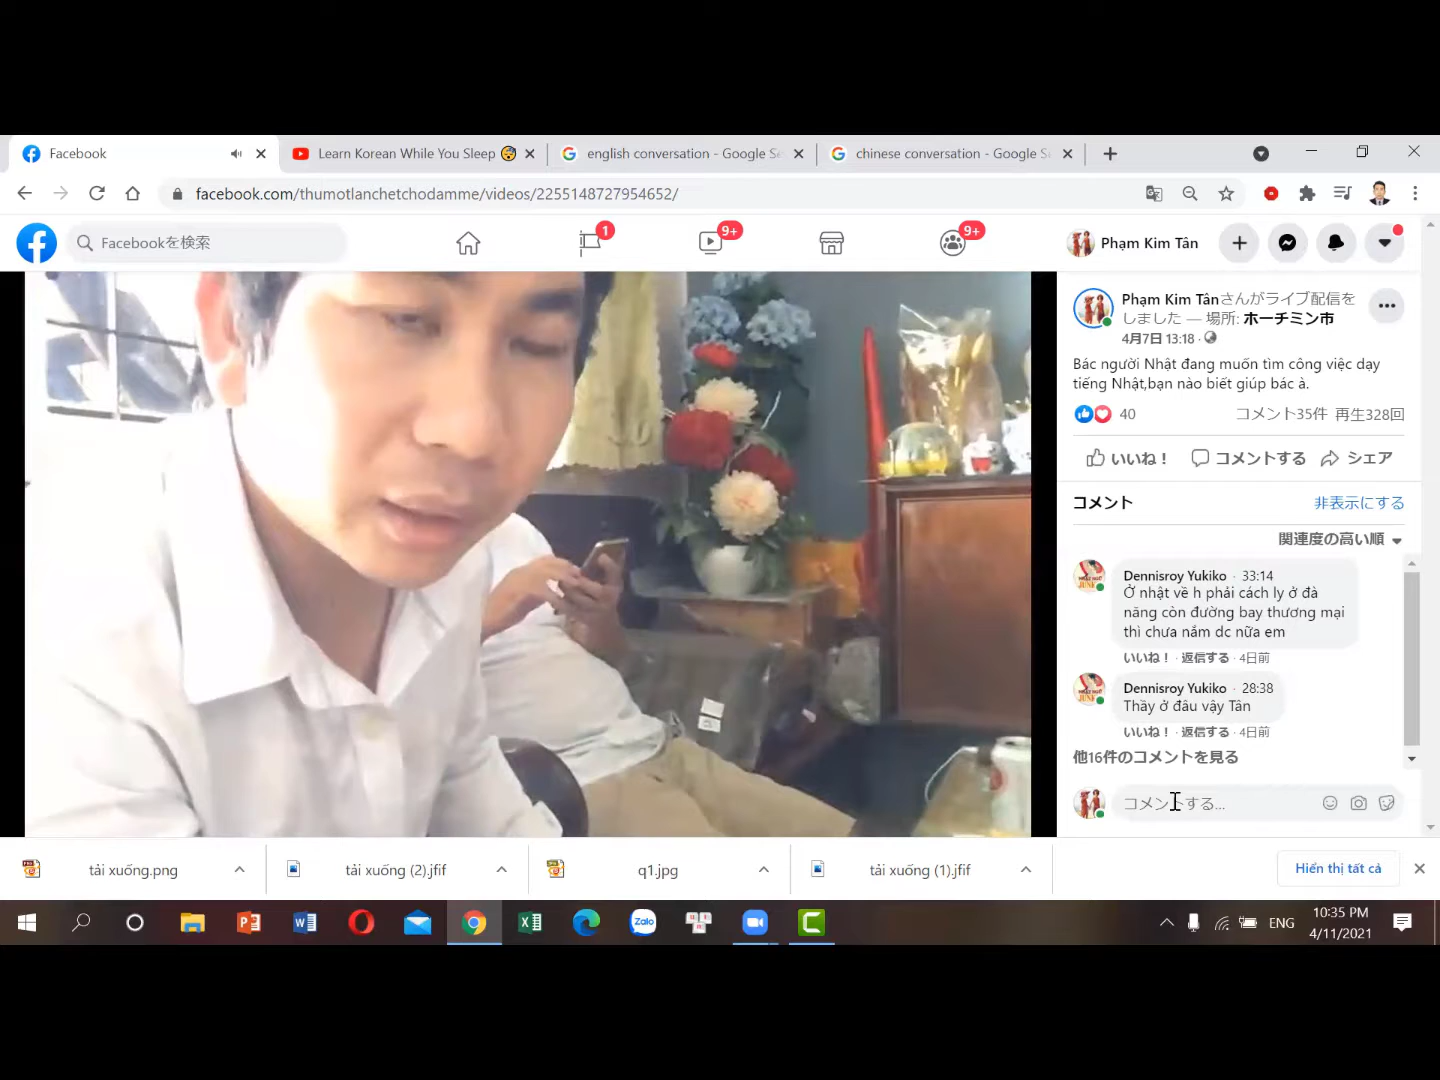 Facebook
Learn Korean While You Sleep 😴
english conversation - Google Se
chinese conversation - Google S
facebook.com/thumotlanchetchodamme/videos/2255148727954652/
Facebookを検索
1
9+
9+
Phạm Kim Tân
Phạm Kim Tânさんがライブ配信を
しました — 場所: ホーチミン市
4月7日 13:18 ·
Bác người Nhật đang muốn tìm công việc dạy
tiếng Nhật,bạn nào biết giúp bác à.
40
コメント35件 再生328回
いいね！
コメントする
シェア
コメント
非表示にする
関連度の高い順
Dennisroy Yukiko · 33:14
Ở nhật về h phải cách ly ở đà
nãng còn đường bay thương mại
thì chưa nắm dc nữa em
いいね！ · 返信する · 4日前
Dennisroy Yukiko · 28:38
Thầy ở đâu vậy Tân
いいね！ · 返信する · 4日前
他16件のコメントを見る
コメントする...
tải xuống.png
tải xuống (2).jfif
q1.jpg
tải xuống (1).jfif
Hiển thị tất cả
Zalo
ENG
10:35 PM
4/11/2021